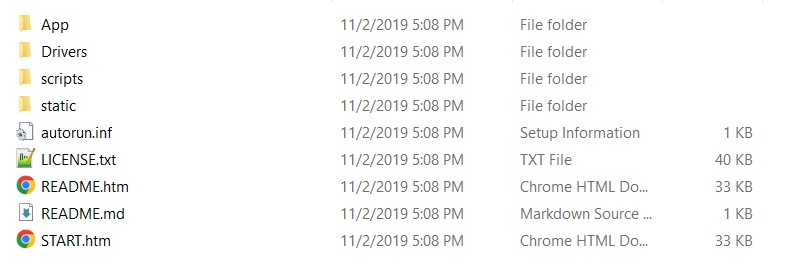 App 11/2/2019 5:08 PM File folder
Drivers 11/2/2019 5:08 PM File folder
scripts 11/2/2019 5:08 PM File folder
static 11/2/2019 5:08 PM File folder
autorun.inf 11/2/2019 5:08 PM Setup Information 1 KB
LICENSE.txt 11/2/2019 5:08 PM TXT File 40 KB
README.htm 11/2/2019 5:08 PM Chrome HTML Do... 33 KB
README.md 11/2/2019 5:08 PM Markdown Source ... 1 KB
START.htm 11/2/2019 5:08 PM Chrome HTML Do... 33 KB